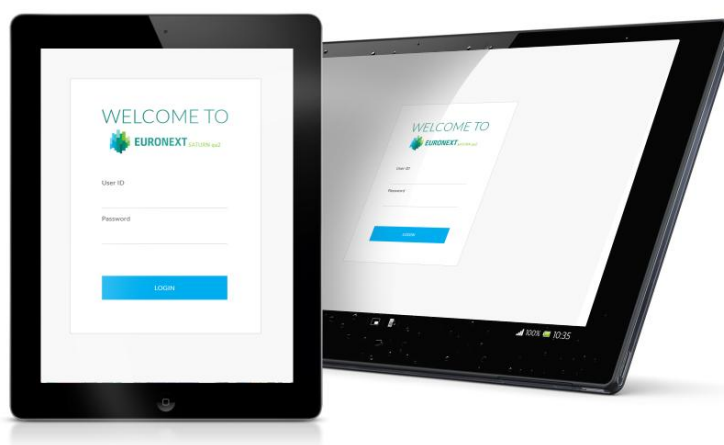 WELCOME TO
EURONEXT
User ID
Password
LOGIN
WELCOME TO
EURONEXT
User ID
Password
LOGIN
100% 10:35